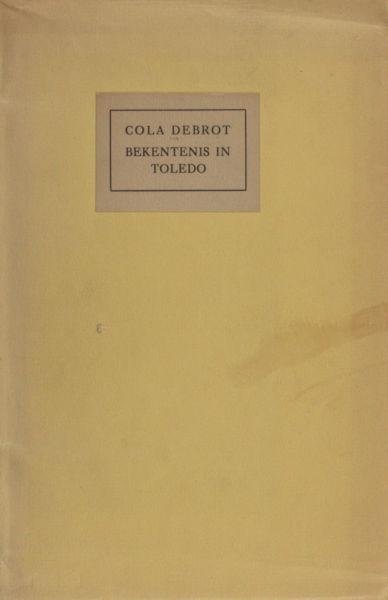 COLA DEBROT
BEKENTENIS IN
TOLEDO